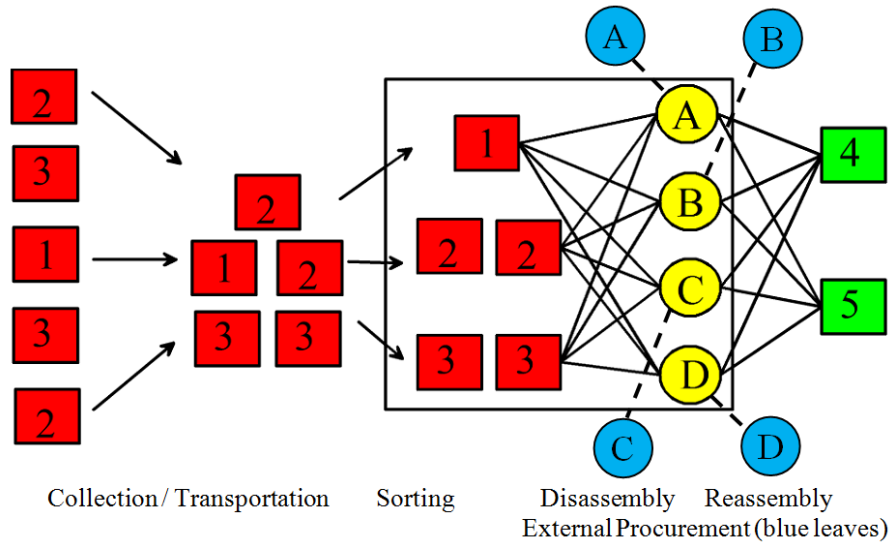 A
B
2
3
1
3
2
2
1
2
3
3
1
2
2
3
3
A
B
C
D
4
5
C
D
Collection / Transportation
Sorting
Disassembly
Reassembly
External Procurement (blue leaves)